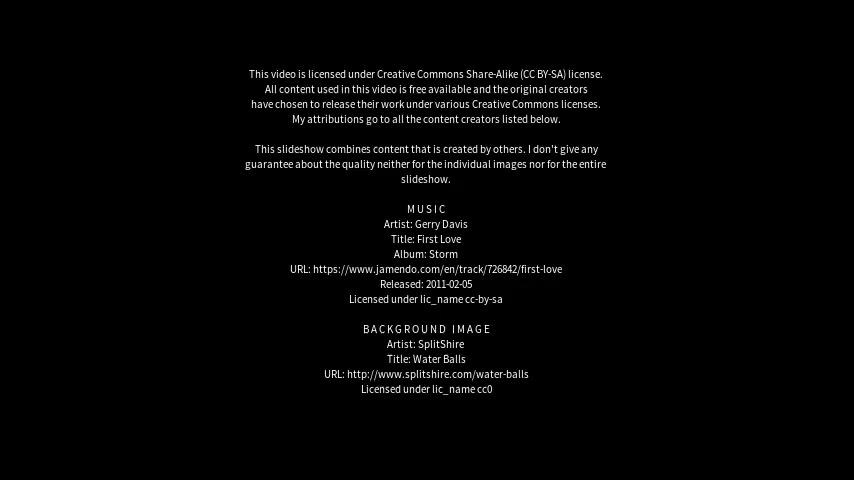 This video is licensed under Creative Commons Share-Alike (CC BY-SA) license.
All content used in this video is free available and the original creators
have chosen to release their work under various Creative Commons licenses.
My attributions go to all the content creators listed below.
This slideshow combines content that is created by others. I don't give any
guarantee about the quality neither for the individual images nor for the entire
slideshow.
MUSIC
Artist: Gerry Davis
Title: First Love
Album: Storm
URL: https://www.jamendo.com/en/track/726842/first-love
Released: 2011-02-05
Licensed under lic_name cc-by-sa
BACKGROUND IMAGE
Artist: SplitShire
Title: Water Balls
URL: http://www.splitshire.com/water-balls
Licensed under lic_name cc0